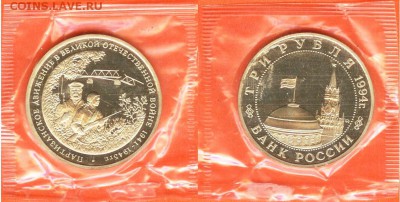 COINS.LAVE.RU
ПАРТИЗАНСКОЕ ДВИЖЕНИЕ В ВЕЛИКОЙ ОТЕЧЕСТВЕННОЙ ВОЙНЕ 1941-1945гг.
ТРИ РУБЛЯ 1994г.
БАНК РОССИИ